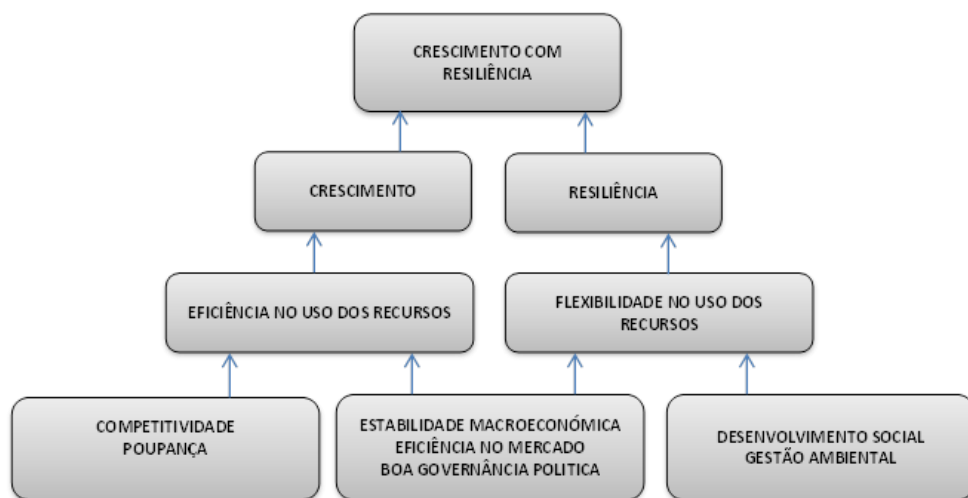 CRESCIMENTO COM
RESILIÊNCIA
CRESCIMENTO
RESILIÊNCIA
EFICIÊNCIA NO USO DOS RECURSOS
FLEXIBILIDADE NO USO DOS
RECURSOS
COMPETITIVIDADE
POUPANÇA
ESTABILIDADE MACROECONÓMICA
EFICIÊNCIA NO MERCADO
BOA GOVERNÂNCIA POLITICA
DESENVOLVIMENTO SOCIAL
GESTÃO AMBIENTAL